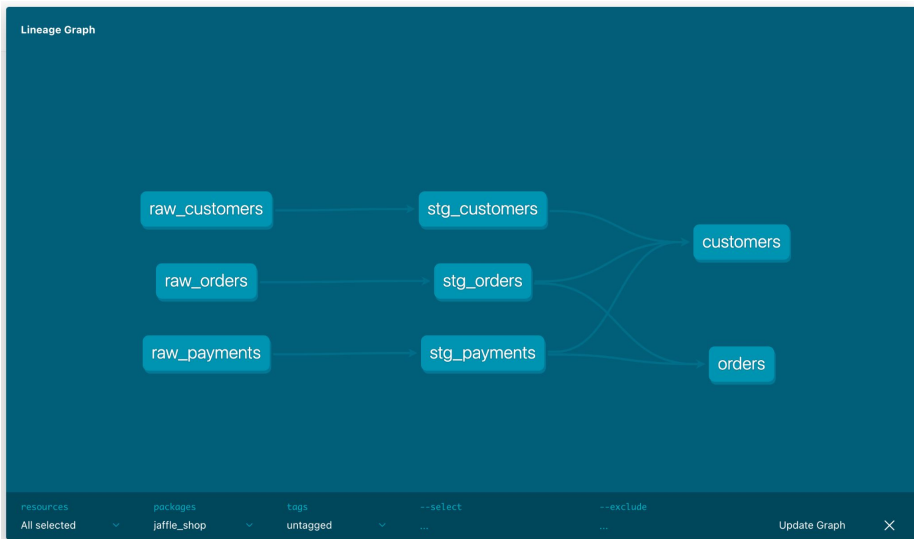 Lineage Graph
raw_customers
stg_customers
customers
raw_orders
stg_orders
raw_payments
stg_payments
orders
resources packages tags --select --exclude
All selected jaffle_shop untagged ... ... Update Graph